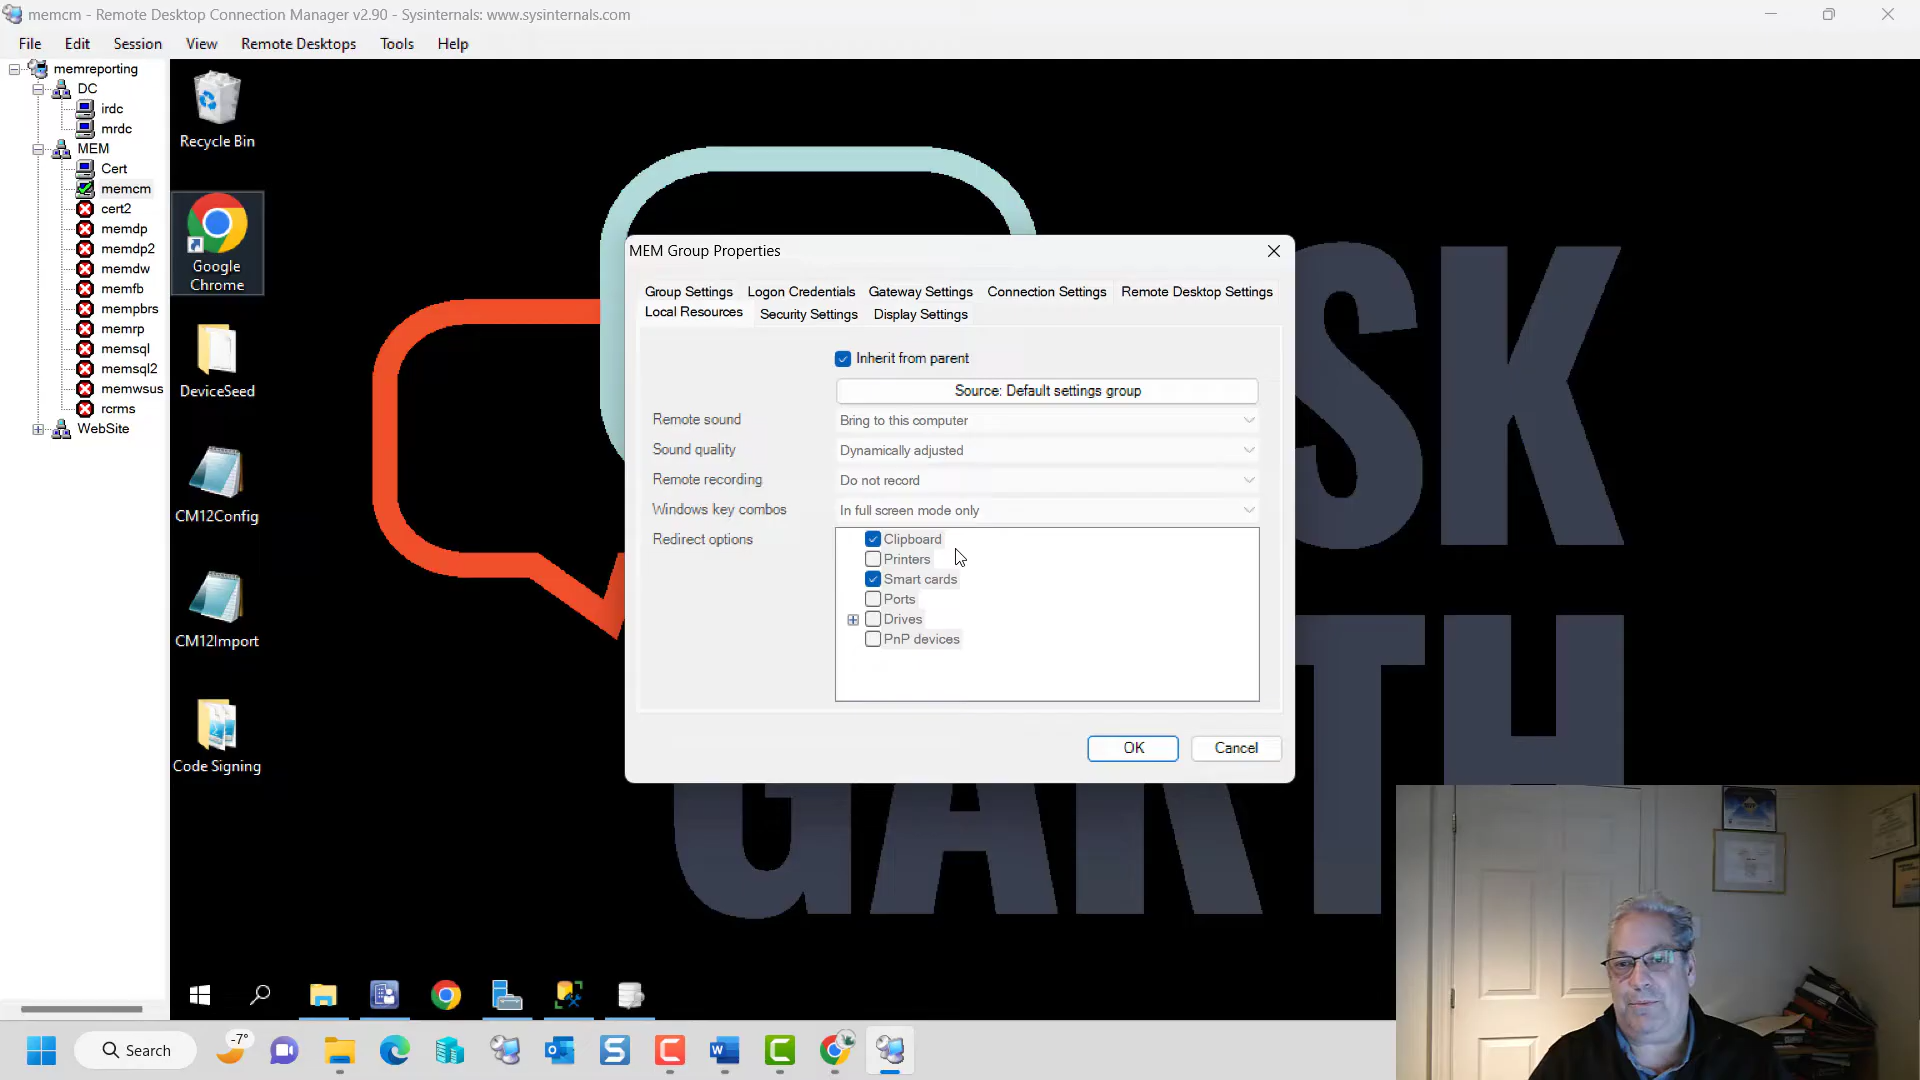 memcm - Remote Desktop Connection Manager v2.90 - Sysinternals: www.sysinternals.com
File Edit Session View Remote Desktops Tools Help
memreporting
DC
irdc
mrdc
MEM
Cert
memcm
cert2
memdp
memdp2
memdw
memfb
mempbrs
memrp
memsql
memsql2
memwsus
rcrms
WebSite
Recycle Bin
Google
Chrome
DeviceSeed
CM12Config
CM12Import
Code Signing
SK
GARTH
MEM Group Properties
Group Settings Logon Credentials Gateway Settings Connection Settings Remote Desktop Settings
Local Resources Security Settings Display Settings
Inherit from parent
Source: Default settings group
Remote sound Bring to this computer
Sound quality Dynamically adjusted
Remote recording Do not record
Windows key combos In full screen mode only
Redirect options
Clipboard
Printers
Smart cards
Ports
Drives
PnP devices
OK Cancel
Search
-7°